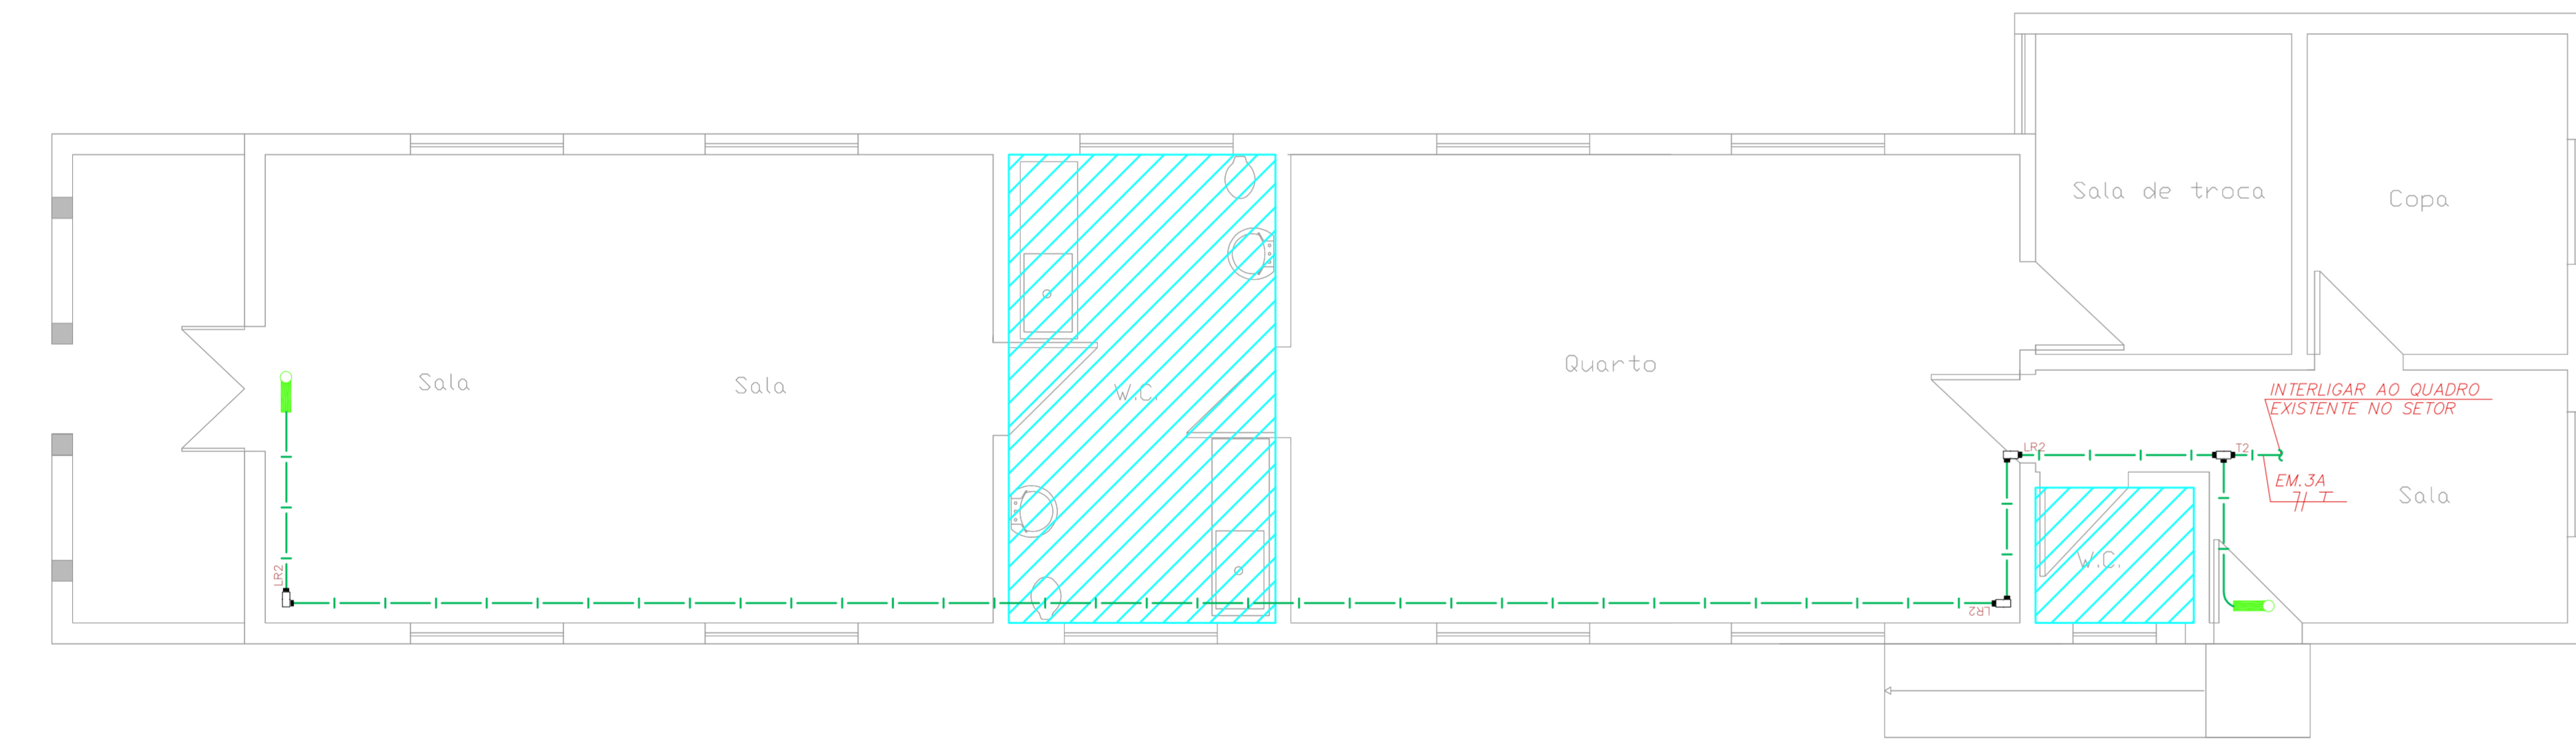 Sala de troca
Copa
Sala
Sala
W.C.
Quarto
INTERLIGAR AO QUADRO
EXISTENTE NO SETOR
LR2
T2
EM.3A
T
Sala
W.C.
LR2
LR2